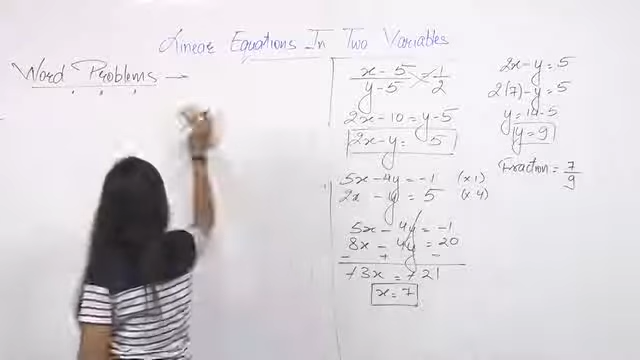 Linear Equations In Two Variables
Word Problems →
x - 5 / y - 5 = 1 / 2
2x - 10 = y - 5
2x - y = 5
5x - 4y = -1 (x 1)
2x - y = 5 (x 4)
5x - 4y = -1
8x - 4y = 20
- + -
+3x = +21
x = 7
2x - y = 5
2(7) - y = 5
y = 14 - 5
y = 9
Fraction = 7 / 9